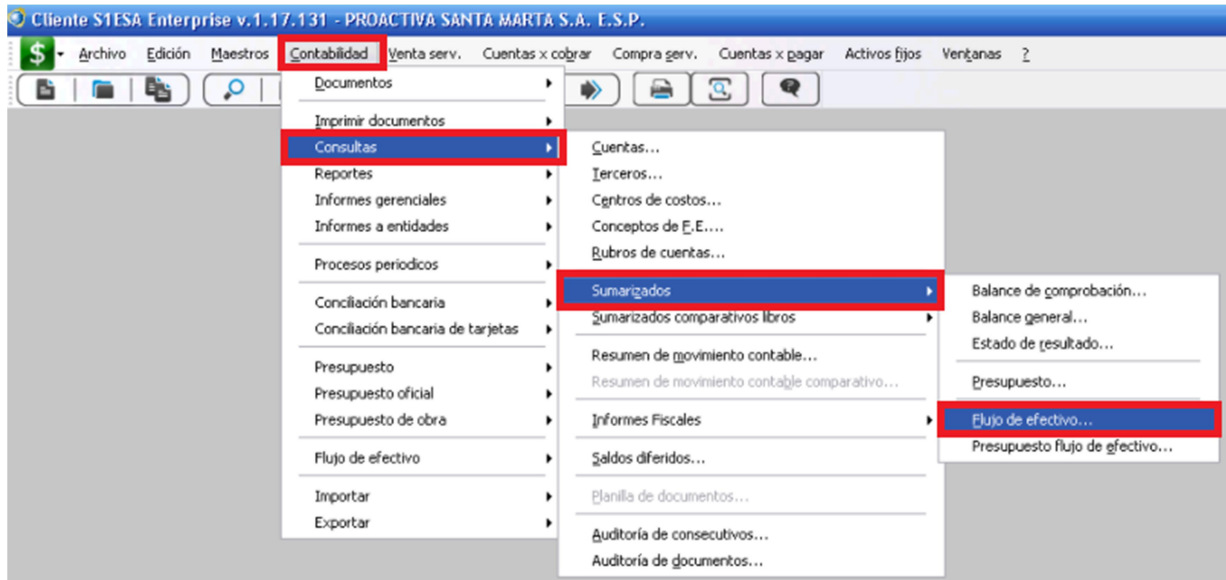 Cliente S1ESA Enterprise v.1.17.131 - PROACTIVA SANTA MARTA S.A. E.S.P.
$ Archivo Edición Maestros Contabilidad Venta serv. Cuentas x cobrar Compra serv. Cuentas x pagar Activos fijos Ventanas ?
Documentos
Imprimir documentos
Consultas
Reportes
Informes gerenciales
Informes a entidades
Procesos periodicos
Conciliación bancaria
Conciliación bancaria de tarjetas
Presupuesto
Presupuesto oficial
Presupuesto de obra
Flujo de efectivo
Importar
Exportar
Cuentas...
Terceros...
Centros de costos...
Conceptos de F.E....
Rubros de cuentas...
Sumarizados
Sumarizados comparativos libros
Resumen de movimiento contable...
Resumen de movimiento contable comparativo...
Informes Fiscales
Saldos diferidos...
Planilla de documentos...
Auditoría de consecutivos...
Auditoría de documentos...
Balance de comprobación...
Balance general...
Estado de resultado...
Presupuesto...
Flujo de efectivo...
Presupuesto flujo de efectivo...